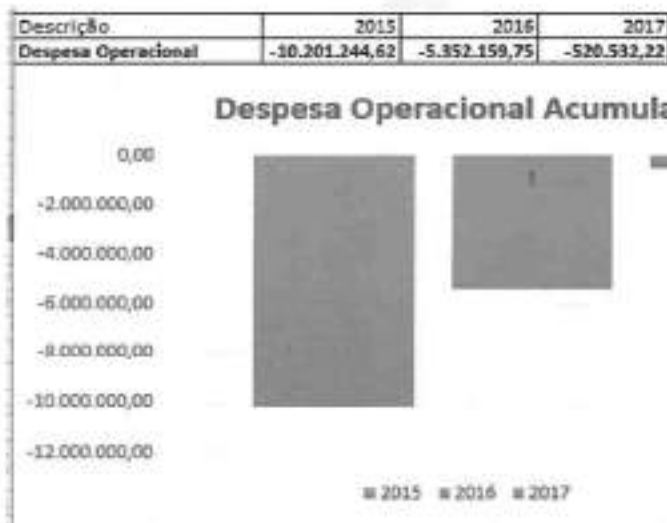 Descrição 2015 2016 2017
Despesa Operacional -10.201.244,62 -5.352.159,75 -520.532,22
Despesa Operacional Acumula
0,00
-2.000.000,00
-4.000.000,00
-6.000.000,00
-8.000.000,00
-10.000.000,00
-12.000.000,00
2015 2016 2017